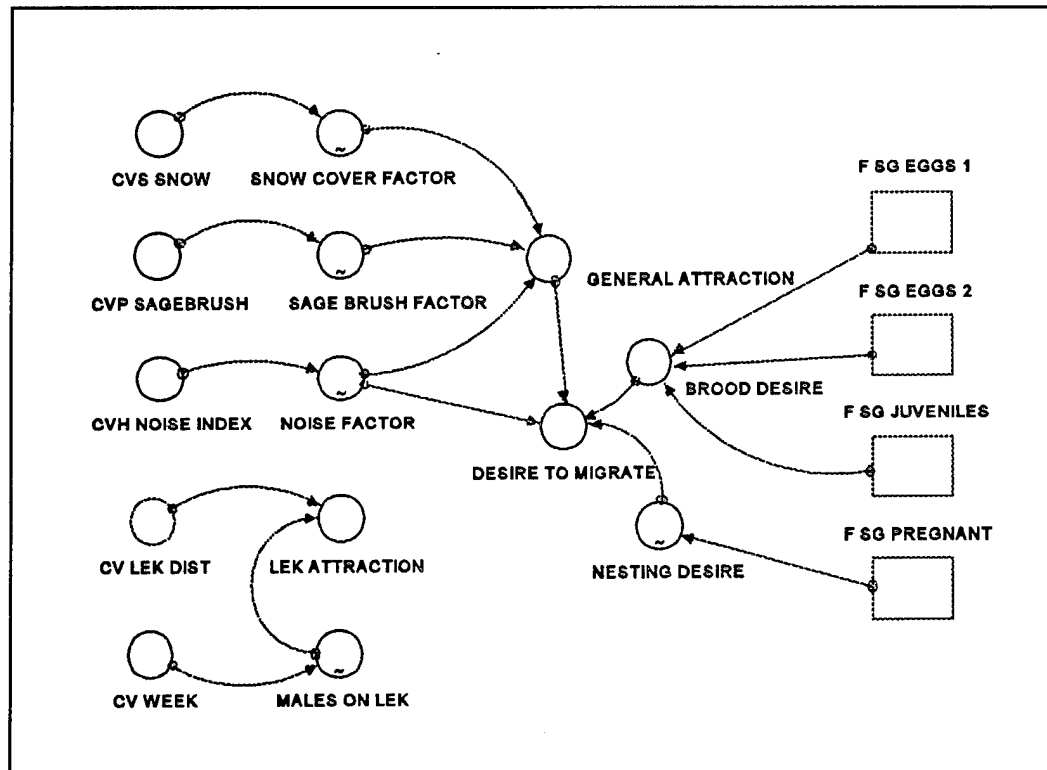 F SG EGGS 1
CVS SNOW
SNOW COVER FACTOR
GENERAL ATTRACTION
F SG EGGS 2
CVP SAGEBRUSH
SAGE BRUSH FACTOR
BROOD DESIRE
F SG JUVENILES
CVH NOISE INDEX
NOISE FACTOR
DESIRE TO MIGRATE
F SG PREGNANT
CV LEK DIST
LEK ATTRACTION
NESTING DESIRE
CV WEEK
MALES ON LEK
~
~
~
~
~